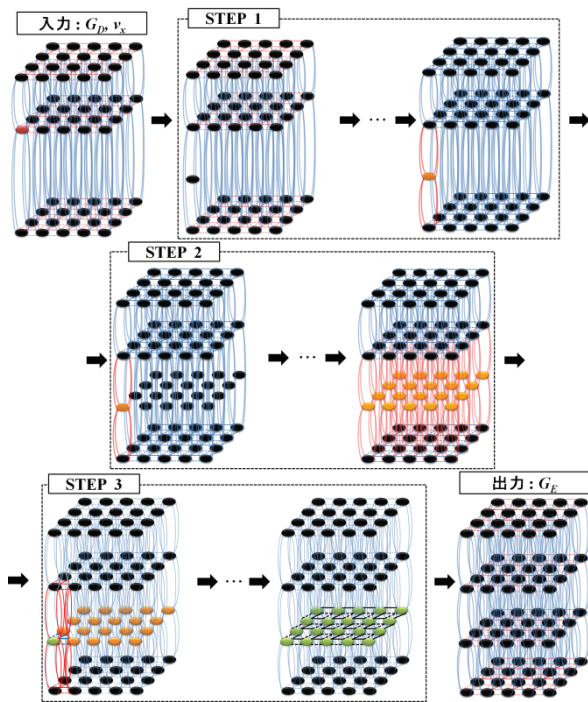 入力 : G_D, v_x
STEP 1
…
STEP 2
…
STEP 3
…
出力 : G_E